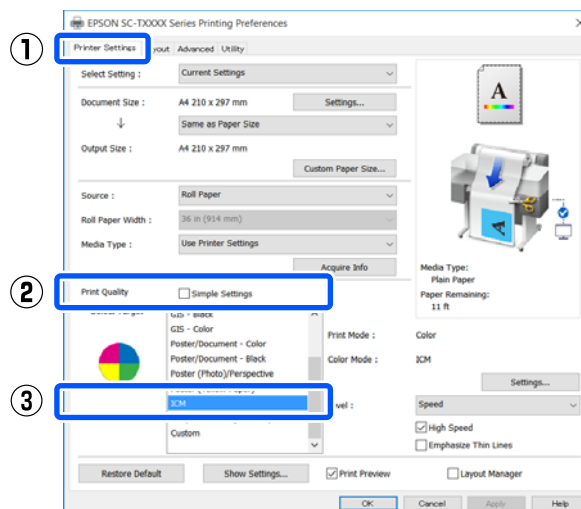 EPSON SC-TXXXX Series Printing Preferences
① Printer Settings yout Advanced Utility
Select Setting : Current Settings
Document Size : A4 210 x 297 mm Settings...
Same as Paper Size
Output Size : A4 210 x 297 mm
Custom Paper Size...
Source : Roll Paper
Roll Paper Width : 36 in (914 mm)
Media Type : Use Printer Settings
Acquire Info
A
Media Type:
Plain Paper
Paper Remaining:
11 ft
② Print Quality Simple Settings
GIS - Color
Poster/Document - Color
Poster/Document - Black
Poster (Photo)/Perspective
③ ICM
Custom
Print Mode : Color
Color Mode : ICM
Settings...
vel : Speed
High Speed
Emphasize Thin Lines
Restore Default Show Settings... Print Preview Layout Manager
OK Cancel Apply Help